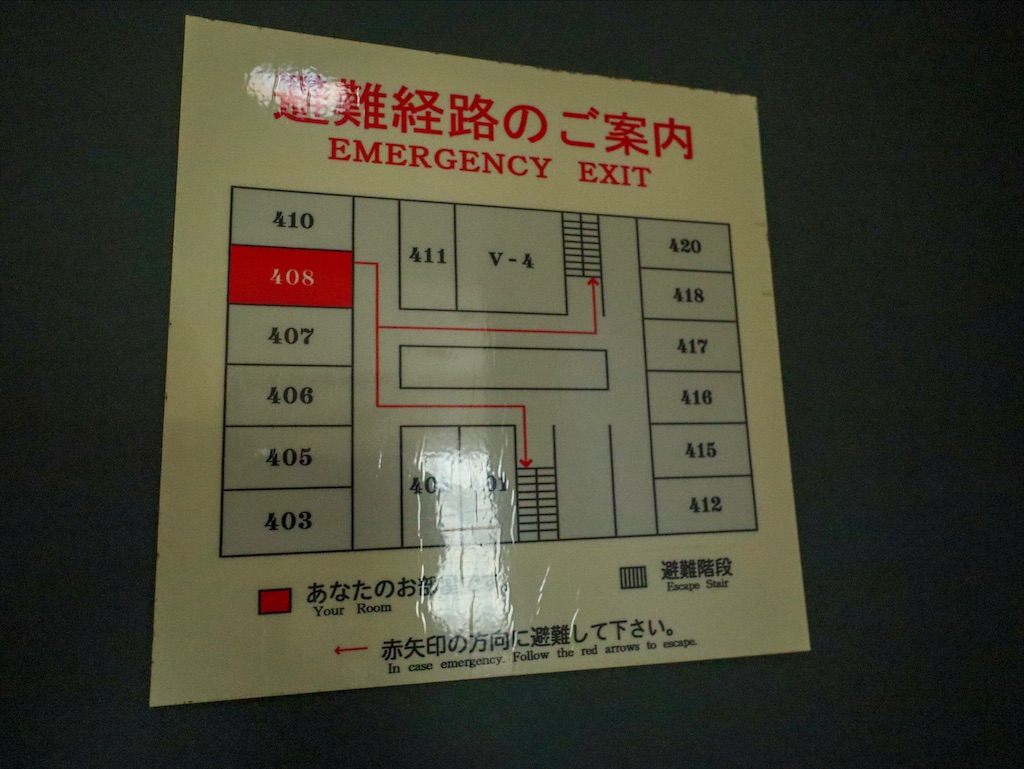 避難経路のご案内
EMERGENCY EXIT
410
408
407
406
405
403
411
V-4
420
418
417
416
415
412
あなたのお部屋
Your Room
避難階段
Escape Stair
← 赤矢印の方向に避難して下さい。
In case emergency. Follow the red arrows to escape.